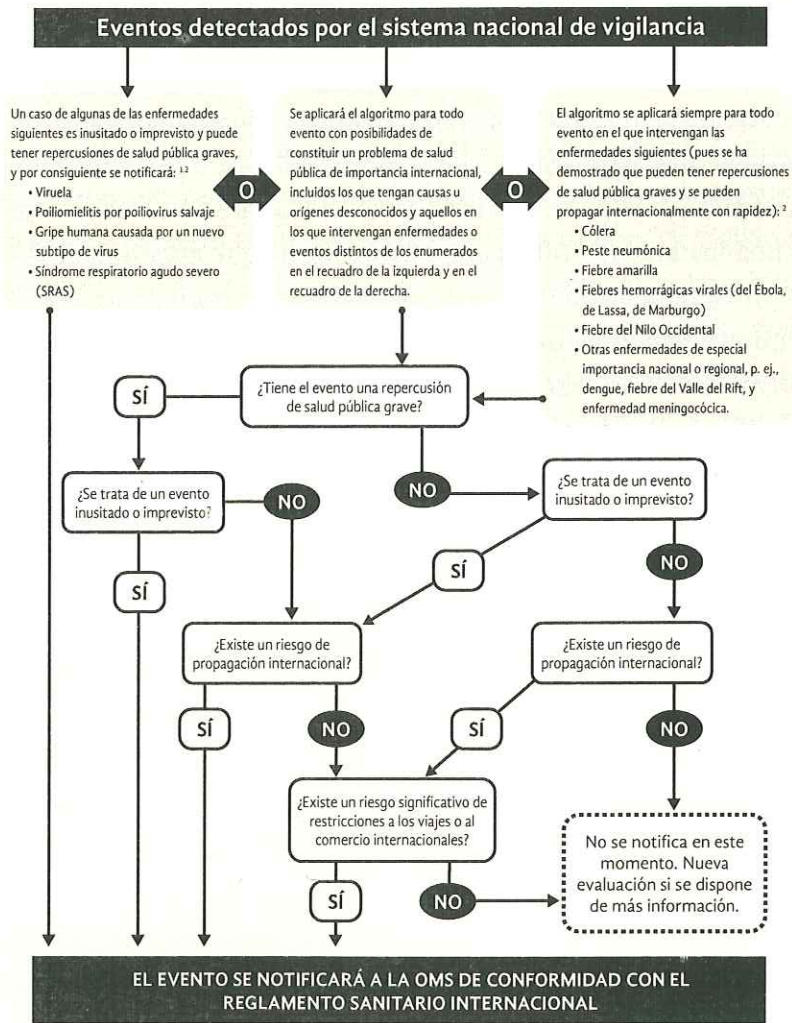 Eventos detectados por el sistema nacional de vigilancia
Un caso de algunas de las enfermedades
siguientes es inusitado o imprevisto y puede
tener repercusiones de salud pública graves,
y por consiguiente se notificará: 1,2
• Viruela
• Poiliomielitis por poliovirus salvaje
• Gripe humana causada por un nuevo
subtipo de virus
• Síndrome respiratorio agudo severo
(SRAS)
O
Se aplicará el algoritmo para todo
evento con posibilidades de
constituir un problema de salud
pública de importancia internacional,
incluidos los que tengan causas u
orígenes desconocidos y aquellos en
los que intervengan enfermedades o
eventos distintos de los enumerados
en el recuadro de la izquierda y en el
recuadro de la derecha.
O
El algoritmo se aplicará siempre para todo
evento en el que intervengan las
enfermedades siguientes (pues se ha
demostrado que pueden tener repercusiones
de salud pública graves y se pueden
propagar internacionalmente con rapidez): 2
• Cólera
• Peste neumónica
• Fiebre amarilla
• Fiebres hemorrágicas virales (del Ébola,
de Lassa, de Marburgo)
• Fiebre del Nilo Occidental
• Otras enfermedades de especial
importancia nacional o regional, p. ej.,
dengue, fiebre del Valle del Rift, y
enfermedad meningocócica.
¿Tiene el evento una repercusión
de salud pública grave?
SÍ
NO
¿Se trata de un evento
inusitado o imprevisto?
NO
SÍ
¿Se trata de un evento
inusitado o imprevisto?
SÍ
NO
¿Existe un riesgo de
propagación internacional?
SÍ
NO
¿Existe un riesgo de
propagación internacional?
SÍ
NO
¿Existe un riesgo significativo de
restricciones a los viajes o al
comercio internacionales?
SÍ
NO
No se notifica en este
momento. Nueva
evaluación si se dispone
de más información.
EL EVENTO SE NOTIFICARÁ A LA OMS DE CONFORMIDAD CON EL
REGLAMENTO SANITARIO INTERNACIONAL